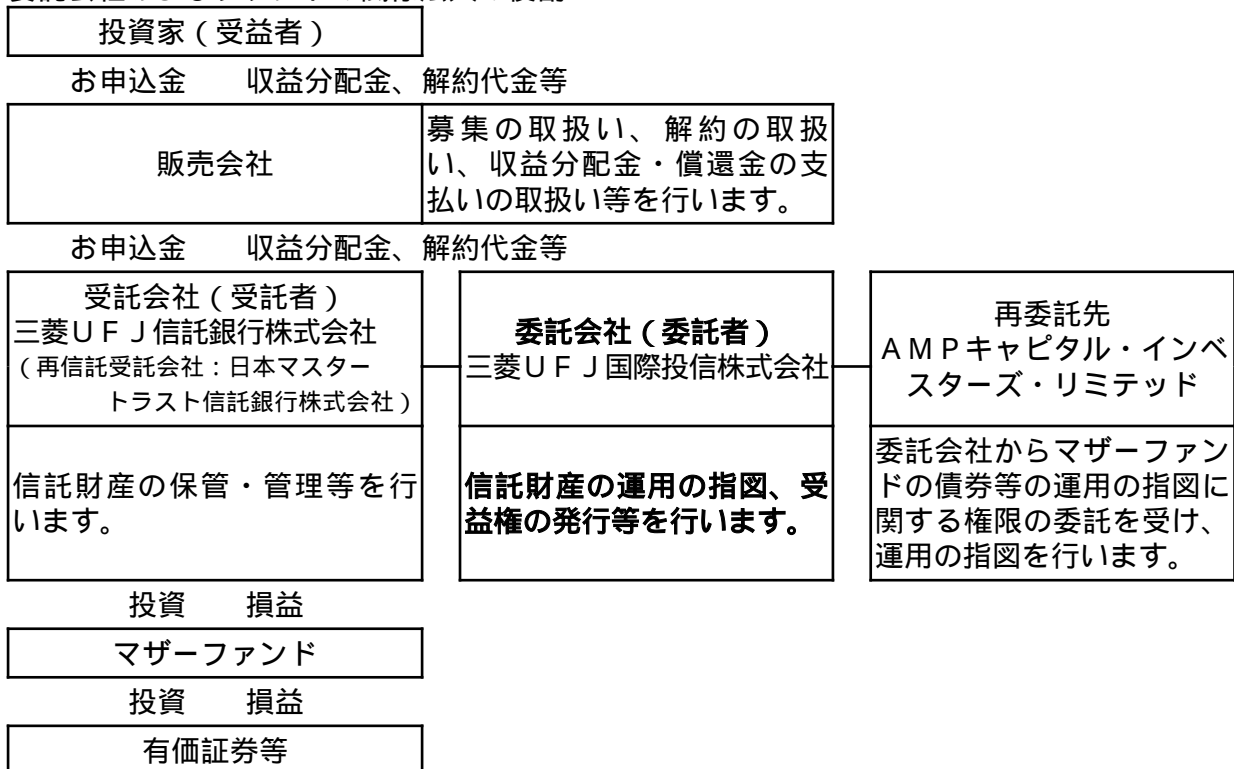 投資家（受益者）
お申込金　　収益分配金、解約代金等
販売会社
募集の取扱い、解約の取扱
い、収益分配金・償還金の支
払いの取扱い等を行います。
お申込金　　収益分配金、解約代金等
受託会社（受託者）
三菱ＵＦＪ信託銀行株式会社
（再信託受託会社：日本マスター
トラスト信託銀行株式会社）
委託会社（委託者）
三菱ＵＦＪ国際投信株式会社
再委託先
ＡＭＰキャピタル・インベ
スターズ・リミテッド
信託財産の保管・管理等を行
います。
信託財産の運用の指図、受
益権の発行等を行います。
委託会社からマザーファン
ドの債券等の運用の指図に
関する権限の委託を受け、
運用の指図を行います。
投資　　損益
マザーファンド
投資　　損益
有価証券等